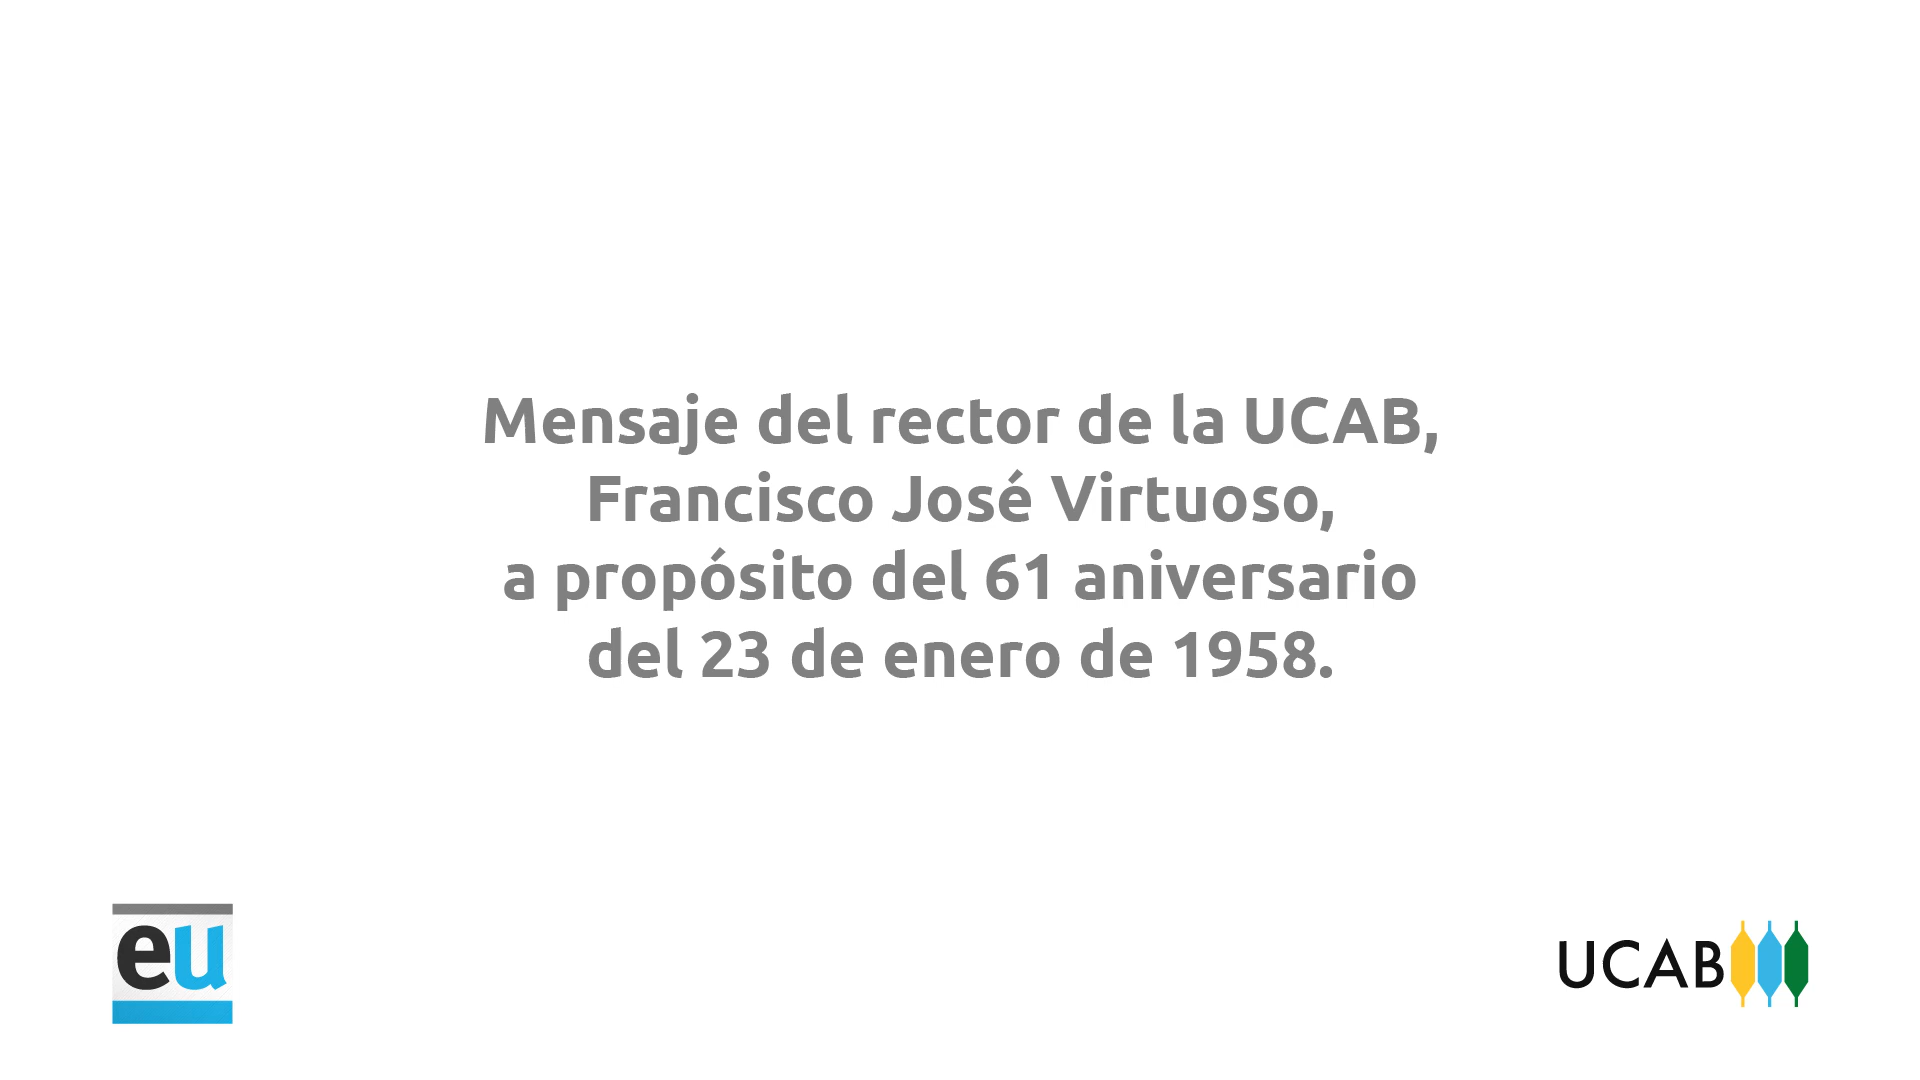 Mensaje del rector de la UCAB,
Francisco José Virtuoso,
a propósito del 61 aniversario
del 23 de enero de 1958.
eu
UCAB